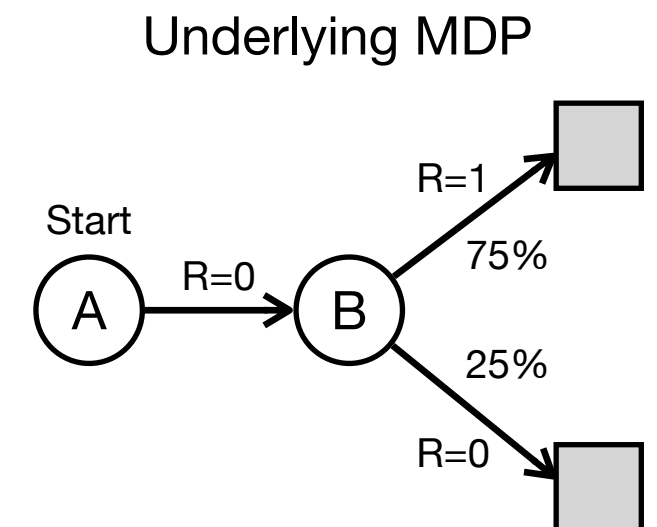 Underlying MDP
R=1
Start
75%
R=0
A
B
25%
R=0